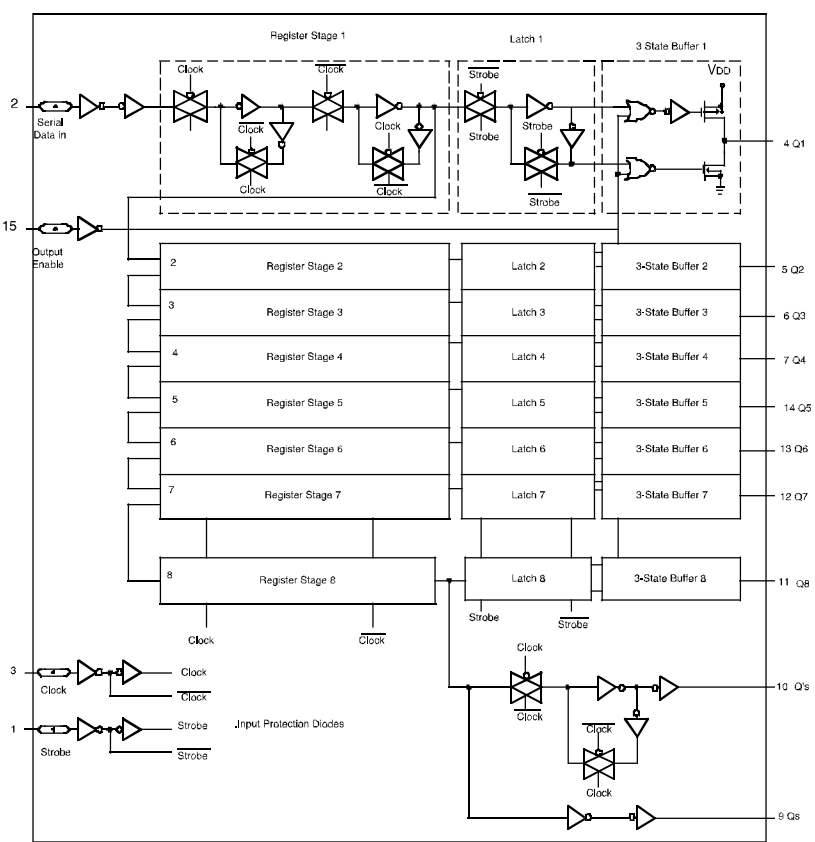 Register Stage 1
Latch 1
3 State Buffer 1
Clock
Clock
Strobe
VDD
2
Serial
Data in
Clock
Clock
Strobe
Strobe
4 Q1
Clock
Clock
Strobe
Strobe
15
Output
Enable
2
Register Stage 2
Latch 2
3-State Buffer 2
5 Q2
3
Register Stage 3
Latch 3
3-State Buffer 3
6 Q3
4
Register Stage 4
Latch 4
3-State Buffer 4
7 Q4
5
Register Stage 5
Latch 5
3-State Buffer 5
14 Q5
6
Register Stage 6
Latch 6
3-State Buffer 6
13 Q6
7
Register Stage 7
Latch 7
3-State Buffer 7
12 Q7
8
Register Stage 8
Latch 8
3-State Buffer 8
11 Q8
Clock
Clock
Strobe
Strobe
3
Clock
Clock
Clock
Clock
Clock
10 Q's
1
Strobe
Strobe
Strobe
.Input Protection Diodes
Clock
Clock
9 Qs